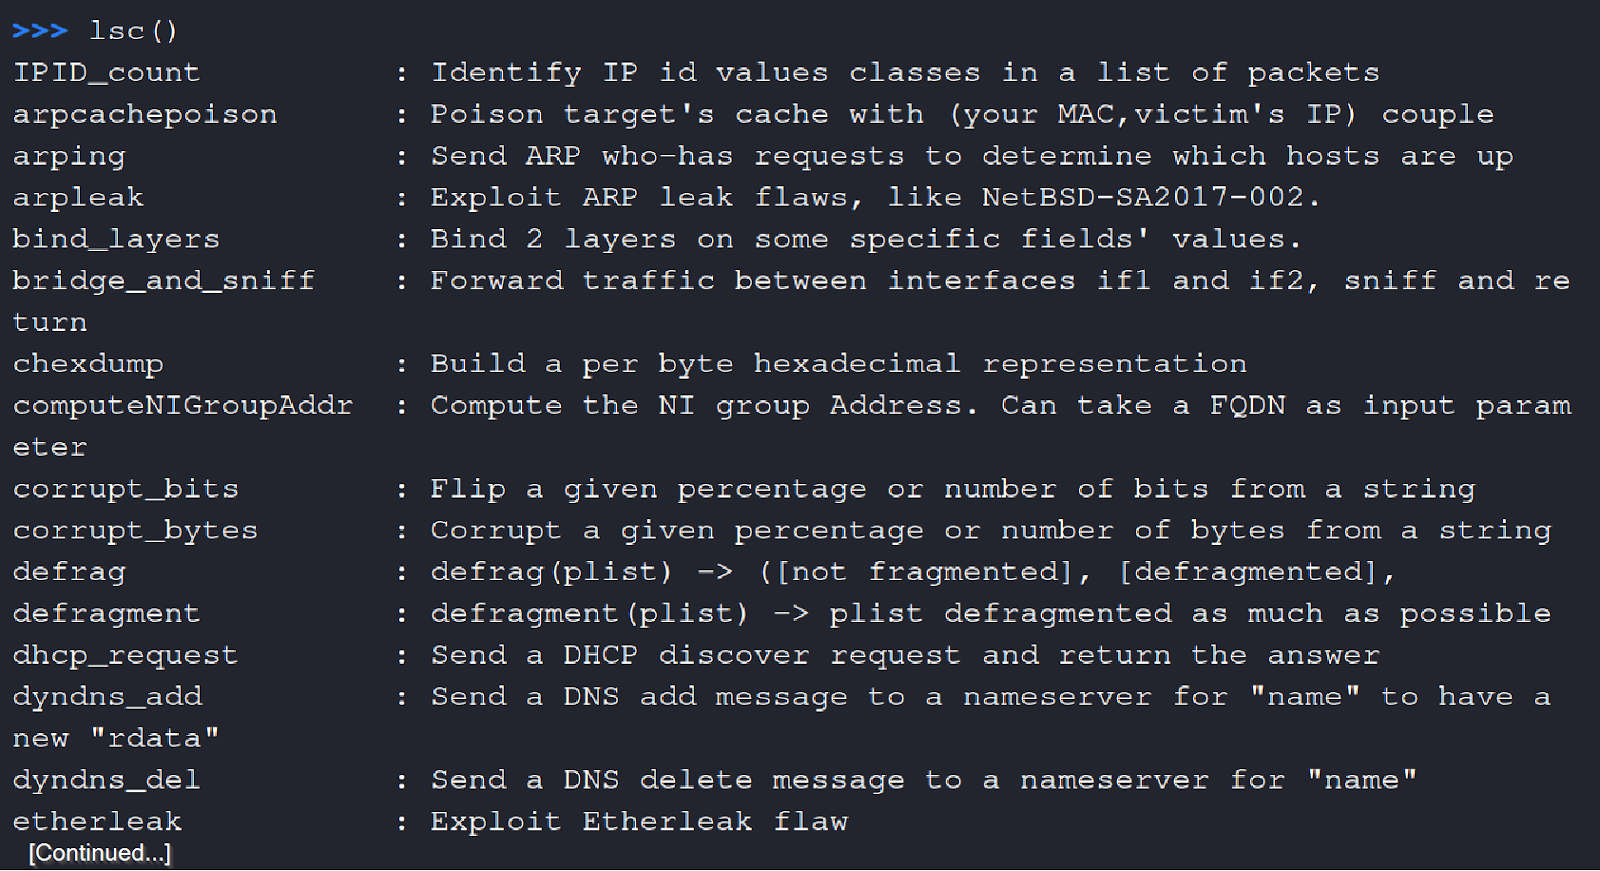 >>> lsc()
IPID_count : Identify IP id values classes in a list of packets
arpcachepoison : Poison target's cache with (your MAC,victim's IP) couple
arping : Send ARP who-has requests to determine which hosts are up
arpleak : Exploit ARP leak flaws, like NetBSD-SA2017-002.
bind_layers : Bind 2 layers on some specific fields' values.
bridge_and_sniff : Forward traffic between interfaces if1 and if2, sniff and re
turn
chexdump : Build a per byte hexadecimal representation
computeNIGroupAddr : Compute the NI group Address. Can take a FQDN as input param
eter
corrupt_bits : Flip a given percentage or number of bits from a string
corrupt_bytes : Corrupt a given percentage or number of bytes from a string
defrag : defrag(plist) -> ([not fragmented], [defragmented],
defragment : defragment(plist) -> plist defragmented as much as possible
dhcp_request : Send a DHCP discover request and return the answer
dyndns_add : Send a DNS add message to a nameserver for "name" to have a
new "rdata"
dyndns_del : Send a DNS delete message to a nameserver for "name"
etherleak : Exploit Etherleak flaw
[Continued...]